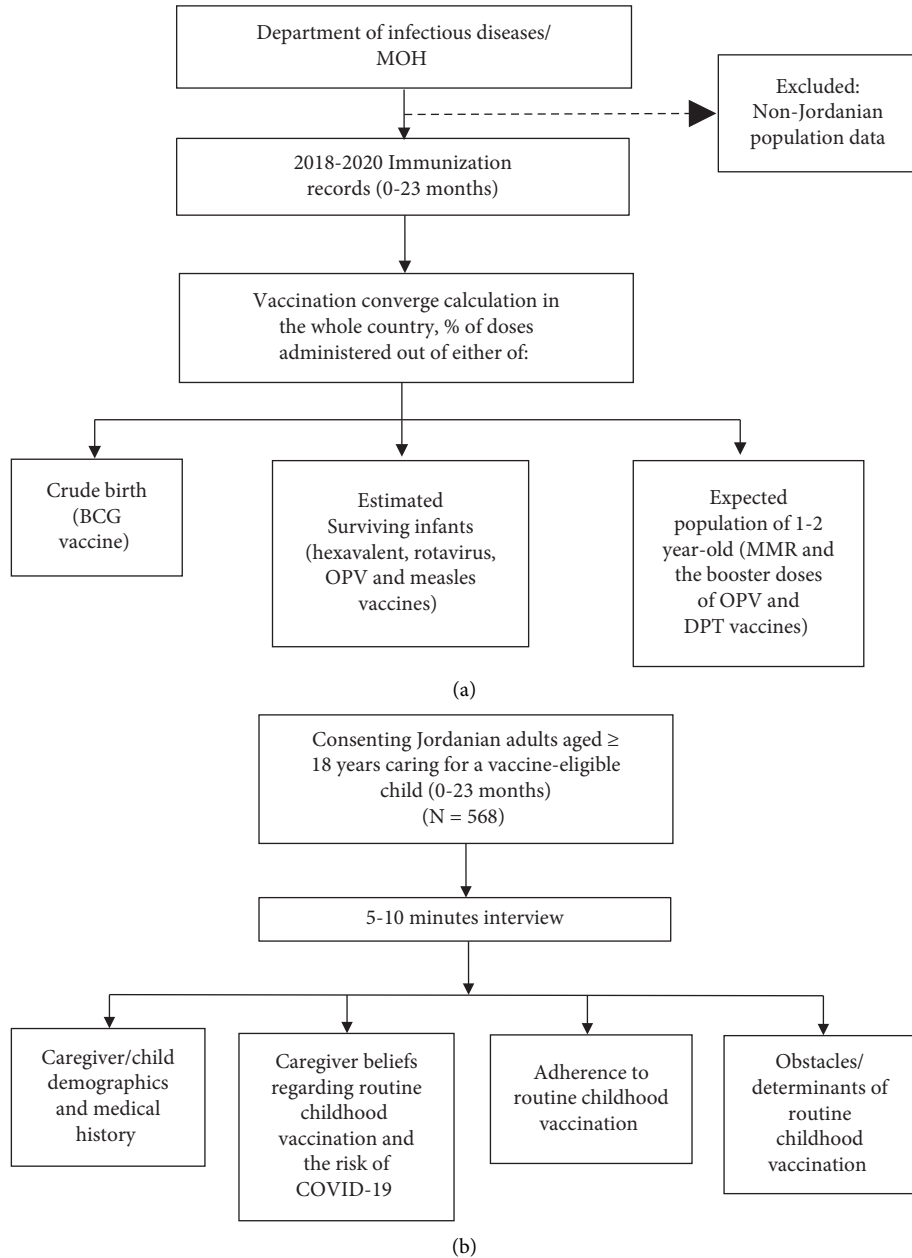 Department of infectious diseases/
MOH
Excluded:
Non-Jordanian
population data
2018-2020 Immunization
records (0-23 months)
Vaccination converge calculation in
the whole country, % of doses
administered out of either of:
Crude birth
(BCG
vaccine)
Estimated
Surviving infants
(hexavalent, rotavirus,
OPV and measles
vaccines)
Expected
population of 1-2
year-old (MMR and
the booster doses
of OPV and
DPT vaccines)
(a)
Consenting Jordanian adults aged ≥
18 years caring for a vaccine-eligible
child (0-23 months)
(N = 568)
5-10 minutes interview
Caregiver/child
demographics
and medical
history
Caregiver beliefs
regarding routine
childhood
vaccination and
the risk of
COVID-19
Adherence to
routine childhood
vaccination
Obstacles/
determinants of
routine
childhood
vaccination
(b)